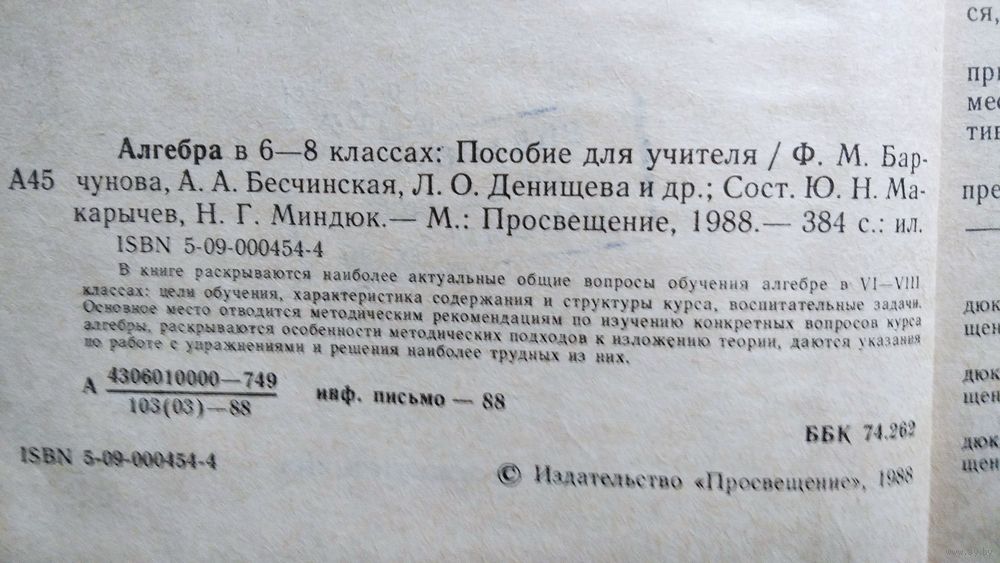 Алгебра в 6—8 классах: Пособие для учителя / Ф. М. Бар-
А45 чунова, А. А. Бесчинская, Л. О. Денищева и др.; Сост. Ю. Н. Ма-
карычев, Н. Г. Миндюк.— М.: Просвещение, 1988.— 384 с.: ил.
ISBN 5-09-000454-4
В книге раскрываются наиболее актуальные общие вопросы обучения алгебре в VI—VIII
классах: цели обучения, характеристика содержания и структуры курса, воспитательные задачи.
Основное место отводится методическим рекомендациям по изучению конкретных вопросов курса
алгебры, раскрываются особенности методических подходов к изложению теории, даются указания
по работе с упражнениями и решения наиболее трудных из них.
А 4306010000—749
103(03)—88
инф. письмо — 88
ББК 74.262
ISBN 5-09-000454-4
© Издательство «Просвещение», 1988
ся,
при
мес
тив
пре
дюк
щен
дюк
щен
дюк
щен